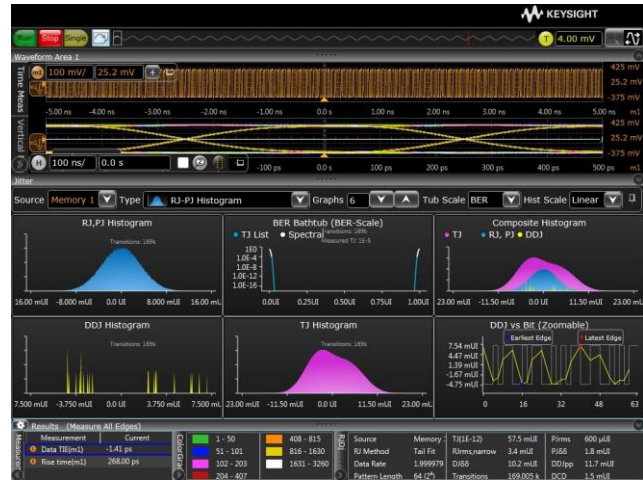 KEYSIGHT
Run Stop Single T 4.00 mV
Waveform Area 1
Time Meas
Vertical
m1 100 mV/ 25.2 mV +
425 mV
25.2 mV
-375 mV
-5.00 ns -4.00 ns -3.00 ns -2.00 ns -1.00 ns 0.0 s 1.00 ns 2.00 ns 3.00 ns 4.00 ns 5.00 ns m1
425 mV
25.2 mV
-375 mV
H 100 ns/ 0.0 s
-100 ps 0.0 s 100 ps 200 ps 300 ps 400 ps 500 ps m1
Jitter
Source Memory 1 Type RJ-PJ Histogram Graphs 6 Tub Scale BER Hist Scale Linear
RJ,PJ Histogram
Transitions: 169k
16.00 mUI -8.000 mUI 0.0 UI 8.000 mUI 16.00 mUI
BER Bathtub (BER-Scale)
TJ List Spectral
Transitions: 169k
Measured TJ 1E-5
1E0
1.0E-4
1.0E-8
1.0E-12
1.0E-16
0.0UI 0.25UI 0.50UI 0.75UI 1.0UI
Composite Histogram
TJ RJ, PJ DDJ
23.00 mUI -11.50 mUI 0.0 UI 11.50 mUI 23.00 mUI
DDJ Histogram
Transitions: 169k
7.500 mUI -3.750 mUI 0.0 UI 3.750 mUI 7.500 mUI
TJ Histogram
Transitions: 169k
23.00 mUI -11.50 mUI 0.0 UI 11.50 mUI 23.00 mUI
DDJ vs Bit (Zoomable)
Earliest Edge Latest Edge
7.54 mUI
4.47 mUI
1.39 mUI
-1.67 mUI
-4.75 mUI
0 16 32 48 63
Results (Measure All Edges)
Measurement Current
Data TIE(m1) -1.41 ps
Rise time(m1) 268.00 ps
1 - 50 408 - 815
51 - 101 816 - 1630
102 - 203 1631 - 3260
204 - 407
RJDJ
Source Memory TJ(1E-12) 57.5 mUI PJrms 600 µUI
RJ Method Tail Fit RJrms,narrow 3.4 mUI PJδδ 1.8 mUI
Data Rate 1.999979 DJδδ 10.2 mUI DDJpp 11.7 mUI
Pattern Length 64 Transitions 169.005 k DCD 1.5 mUI